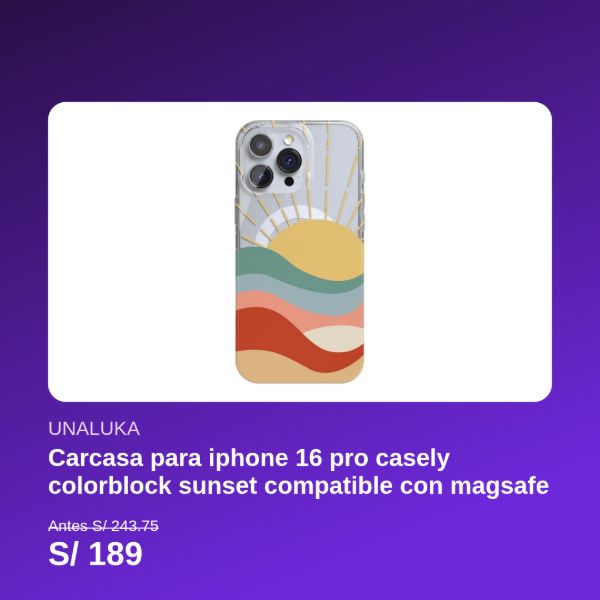 UNALUKA
Carcasa para iphone 16 pro casely
colorblock sunset compatible con magsafe
Antes S/ 243.75
S/ 189